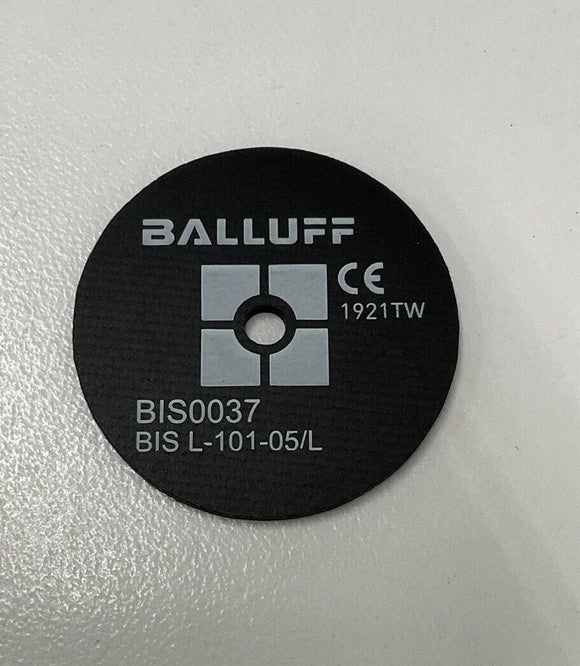 BALLUFF
CE
1921TW
BIS0037
BIS L-101-05/L